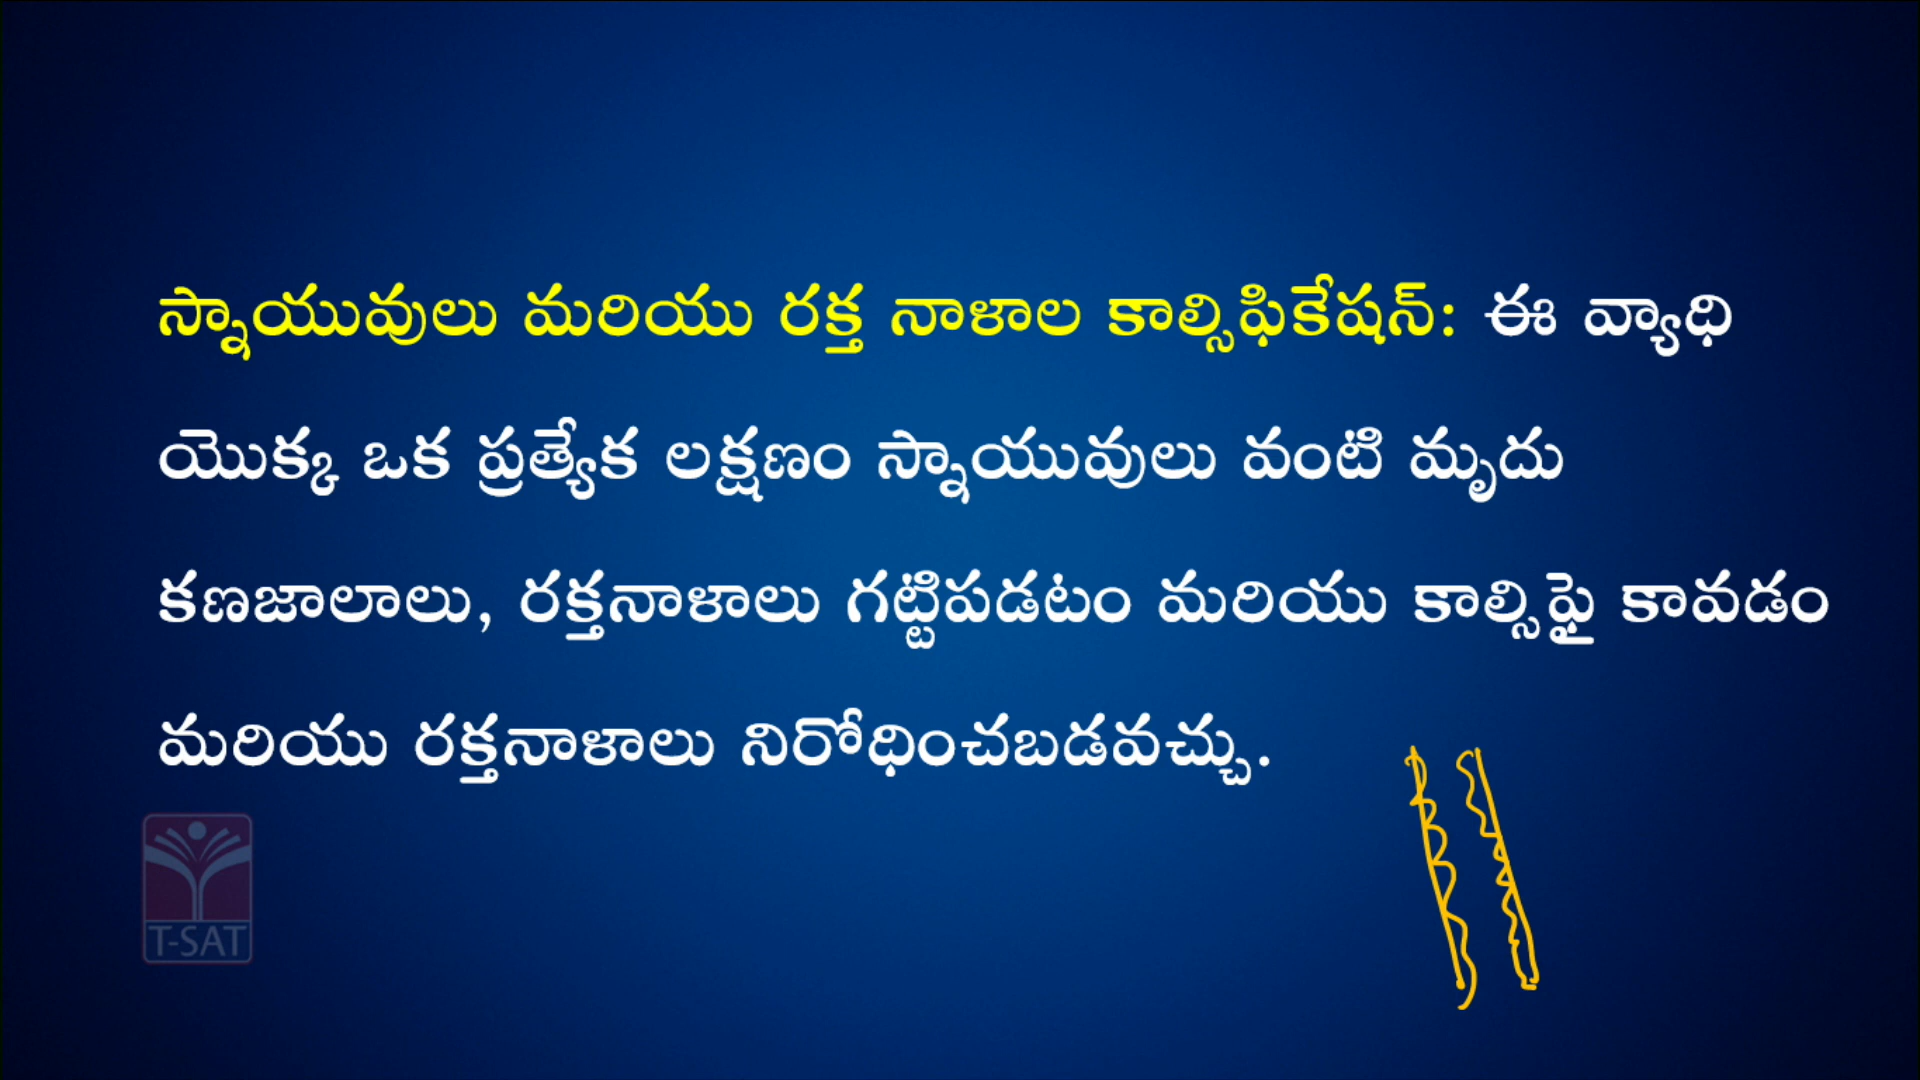 స్నాయువులు మరియు రక్త నాళాల కాల్సిఫికేషన్: ఈ వ్యాధి
యొక్క ఒక ప్రత్యేక లక్షణం స్నాయువులు వంటి మృదు
కణజాలాలు, రక్తనాళాలు గట్టిపడటం మరియు కాల్సిఫై కావడం
మరియు రక్తనాళాలు నిరోధించబడవచ్చు.
T-SAT